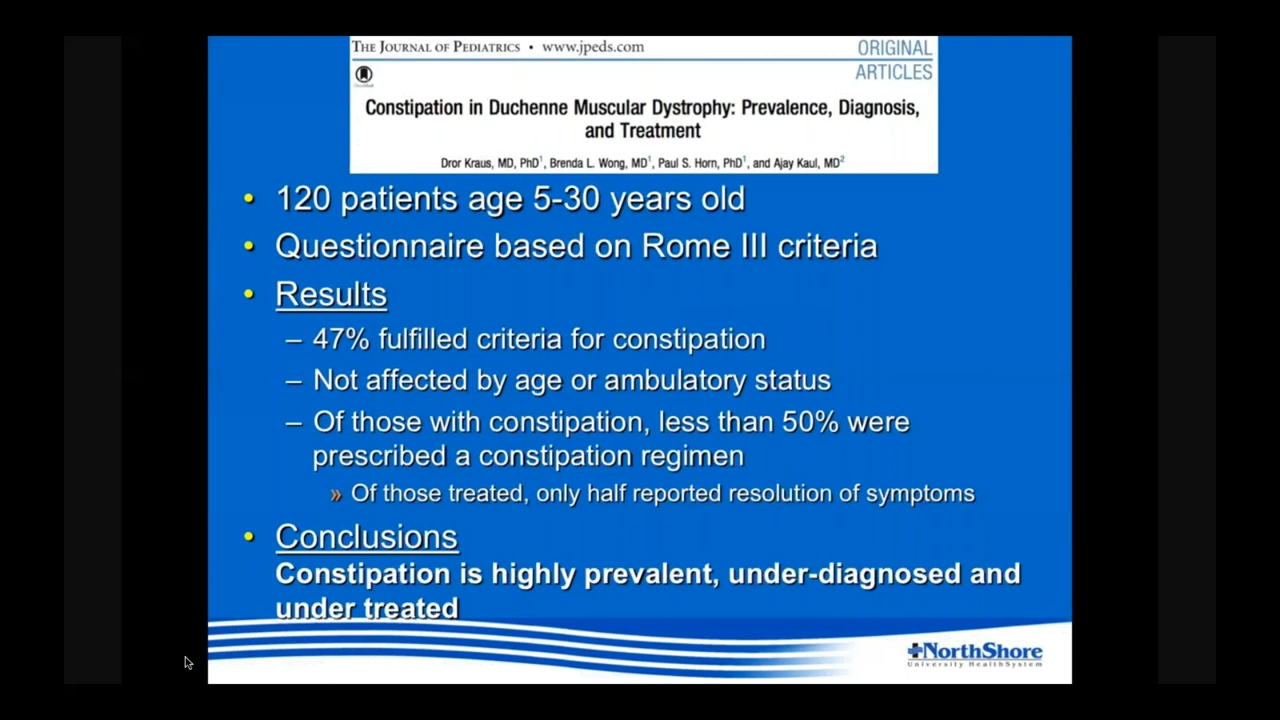 THE JOURNAL OF PEDIATRICS • www.jpeds.com
ORIGINAL
ARTICLES
Constipation in Duchenne Muscular Dystrophy: Prevalence, Diagnosis,
and Treatment
Dror Kraus, MD, PhD1, Brenda L. Wong, MD1, Paul S. Horn, PhD1, and Ajay Kaul, MD2
• 120 patients age 5-30 years old
• Questionnaire based on Rome III criteria
• Results
– 47% fulfilled criteria for constipation
– Not affected by age or ambulatory status
– Of those with constipation, less than 50% were
prescribed a constipation regimen
» Of those treated, only half reported resolution of symptoms
• Conclusions
Constipation is highly prevalent, under-diagnosed and
under treated
NorthShore
University HealthSystem